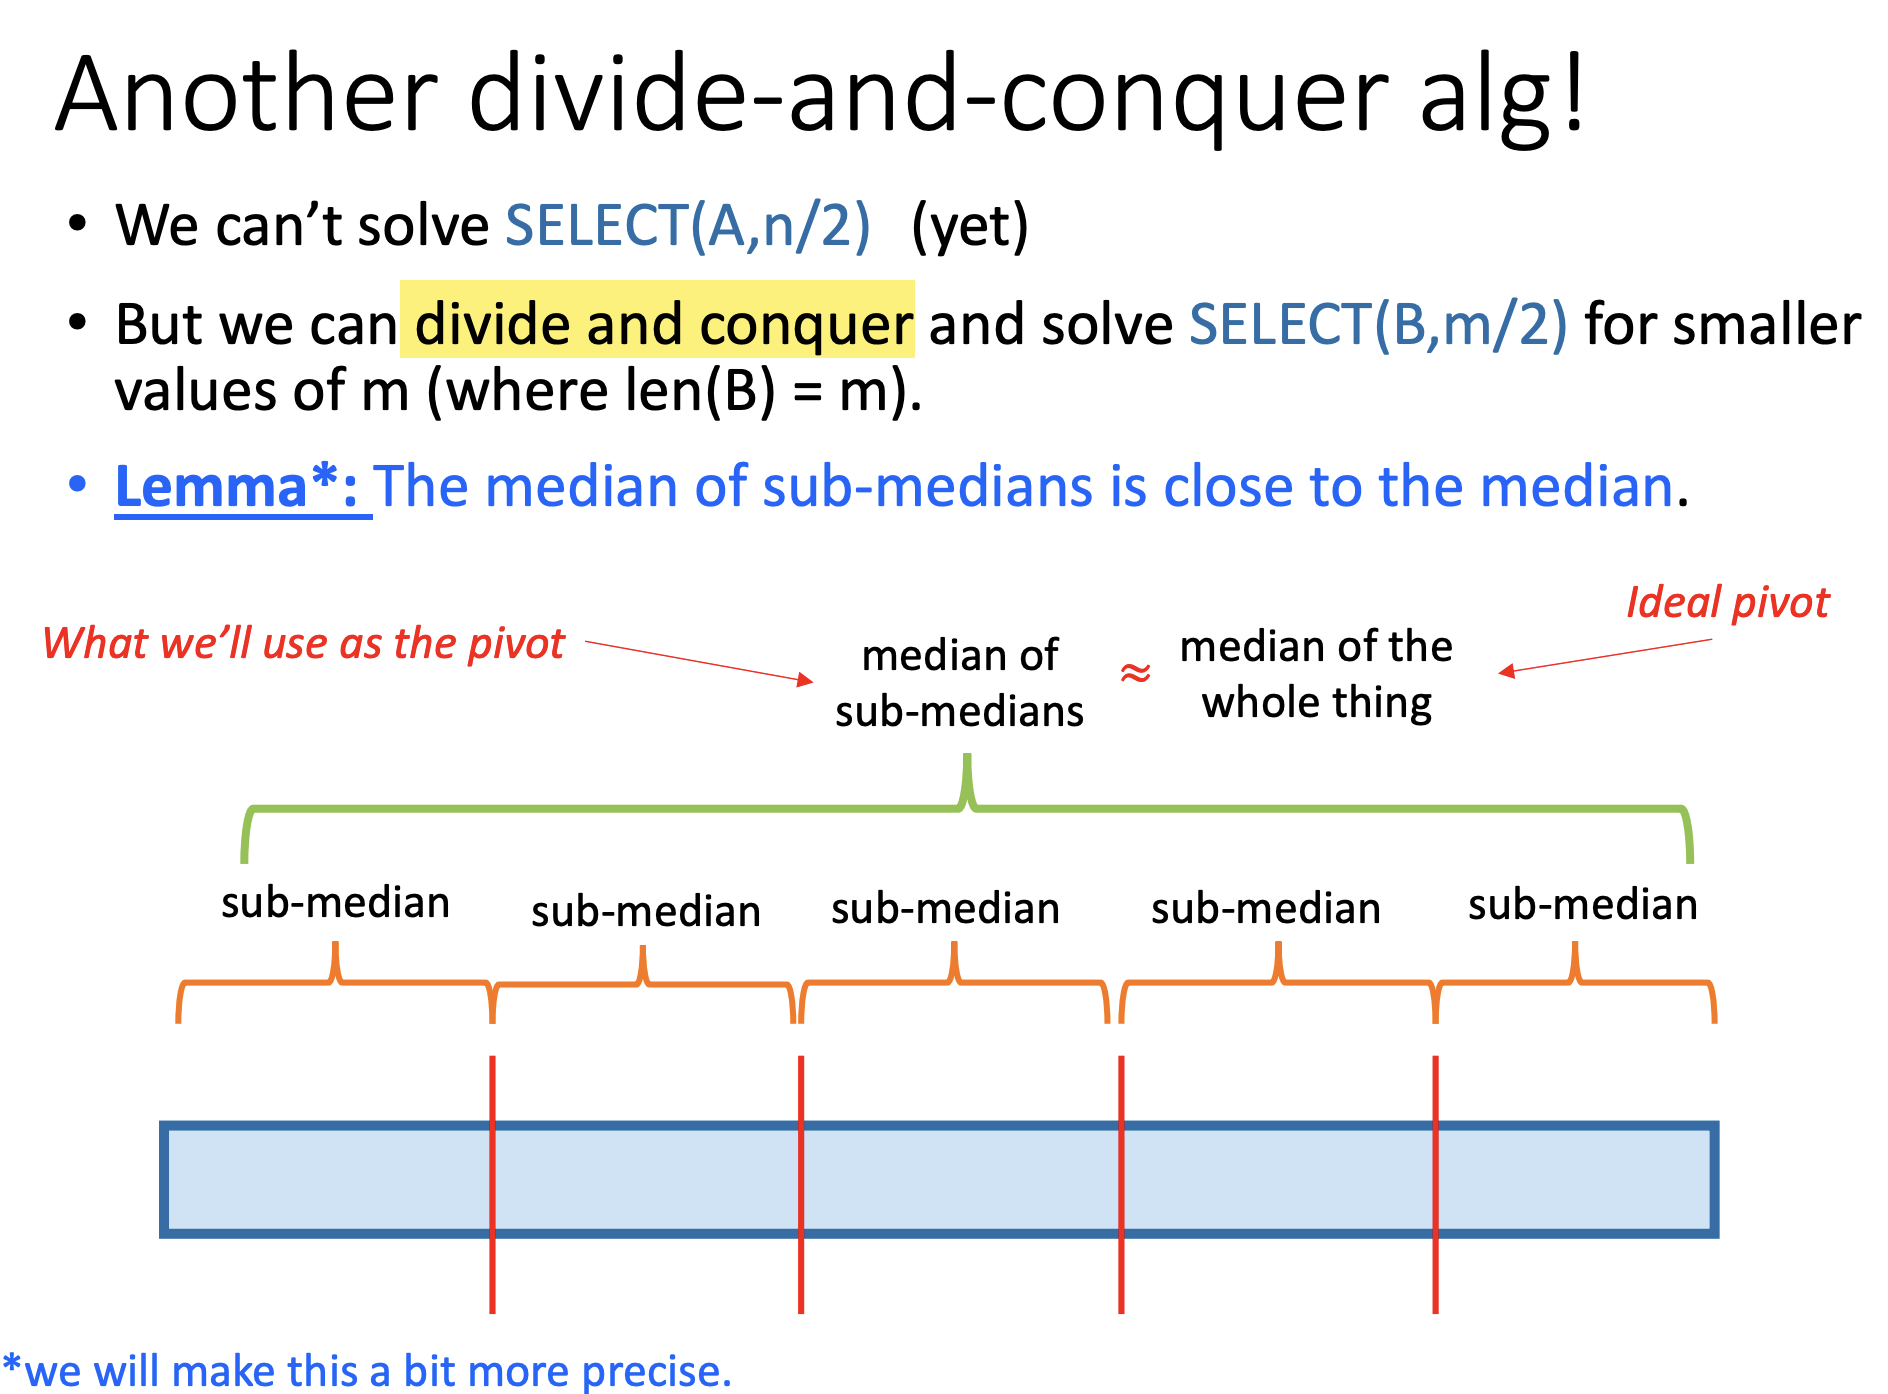 Another divide-and-conquer alg!
• We can’t solve SELECT(A,n/2) (yet)
• But we can divide and conquer and solve SELECT(B,m/2) for smaller
values of m (where len(B) = m).
• Lemma*: The median of sub-medians is close to the median.
Ideal pivot
What we’ll use as the pivot
median of
sub-medians
≈
median of the
whole thing
sub-median
sub-median
sub-median
sub-median
sub-median
*we will make this a bit more precise.